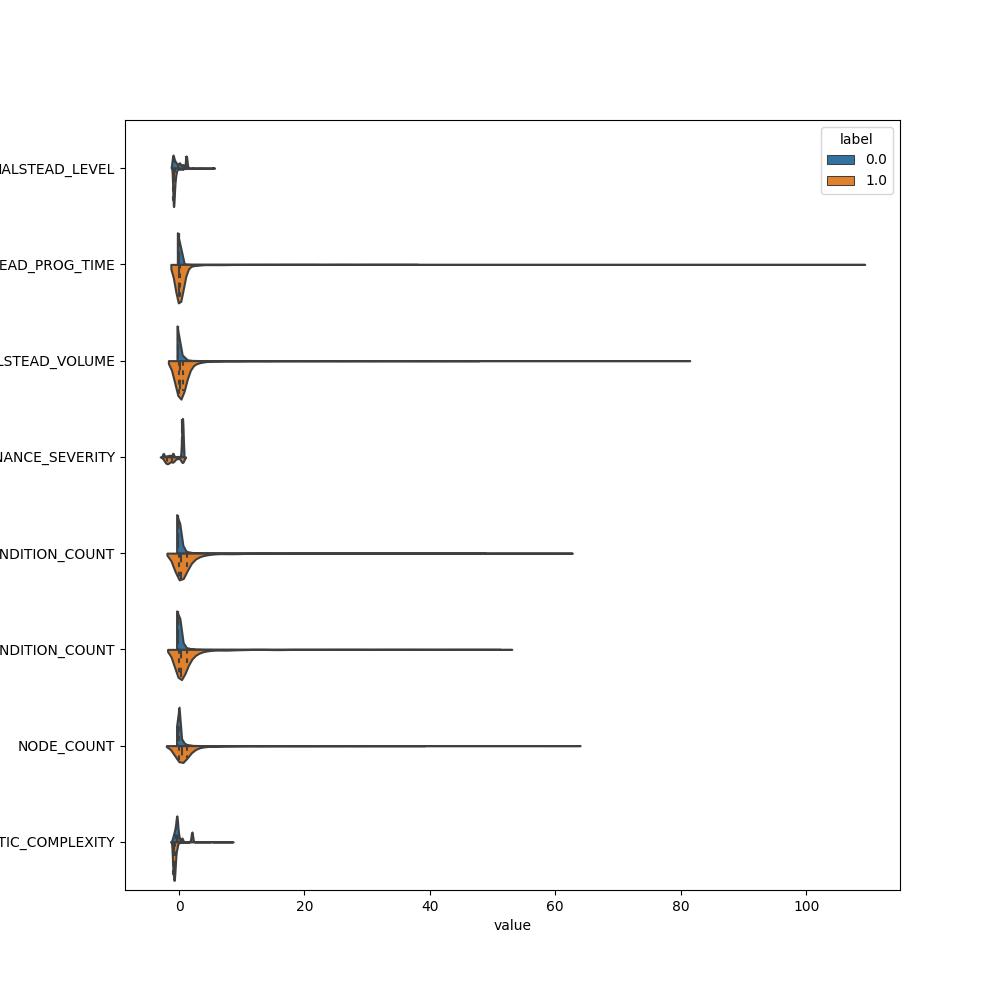 label
0.0
1.0
HALSTEAD_LEVEL
EAD_PROG_TIME
LSTEAD_VOLUME
NANCE_SEVERITY
NDITION_COUNT
NDITION_COUNT
NODE_COUNT
TIC_COMPLEXITY
0 20 40 60 80 100
value